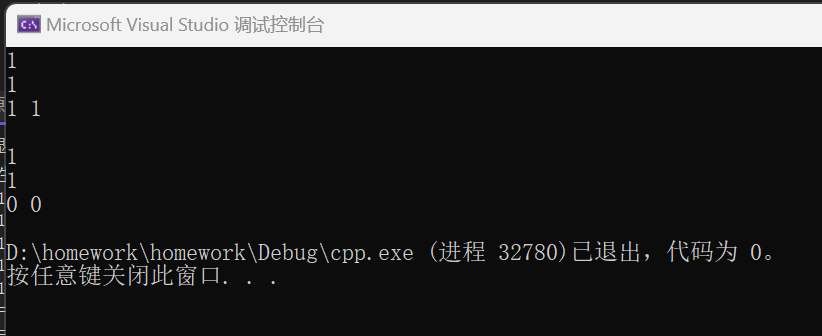 Microsoft Visual Studio 调试控制台
1
1
1 1
1
1
0 0
D:\homework\homework\Debug\cpp.exe (进程 32780)已退出，代码为 0。
按任意键关闭此窗口. . .